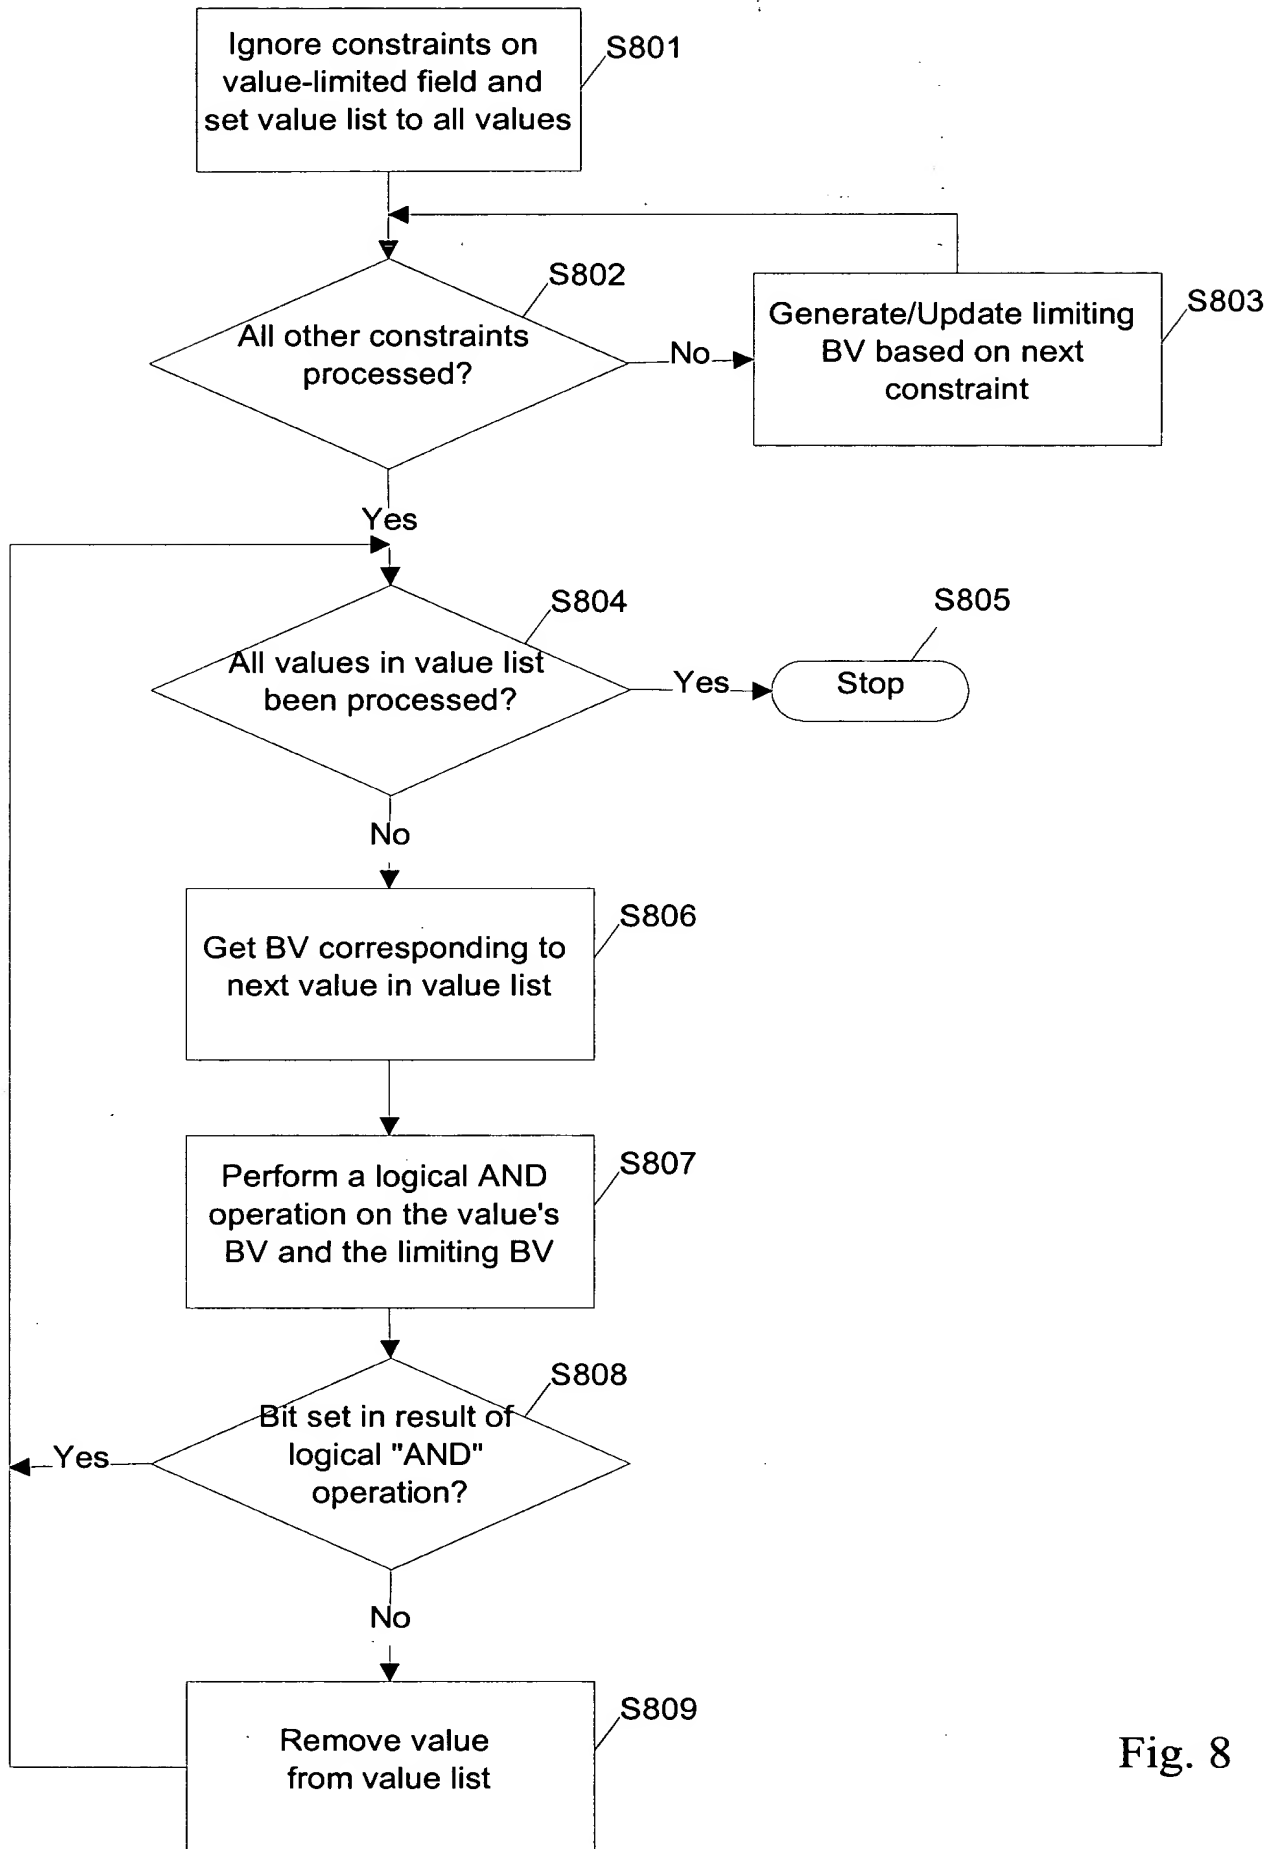 Ignore constraints on
value-limited field and
set value list to all values
S801
S802
All other constraints
processed?
No
Generate/Update limiting
BV based on next
constraint
S803
Yes
S804
All values in value list
been processed?
Yes
S805
Stop
No
S806
Get BV corresponding to
next value in value list
S807
Perform a logical AND
operation on the value's
BV and the limiting BV
S808
Bit set in result of
logical "AND"
operation?
Yes
No
S809
Remove value
from value list
Fig. 8